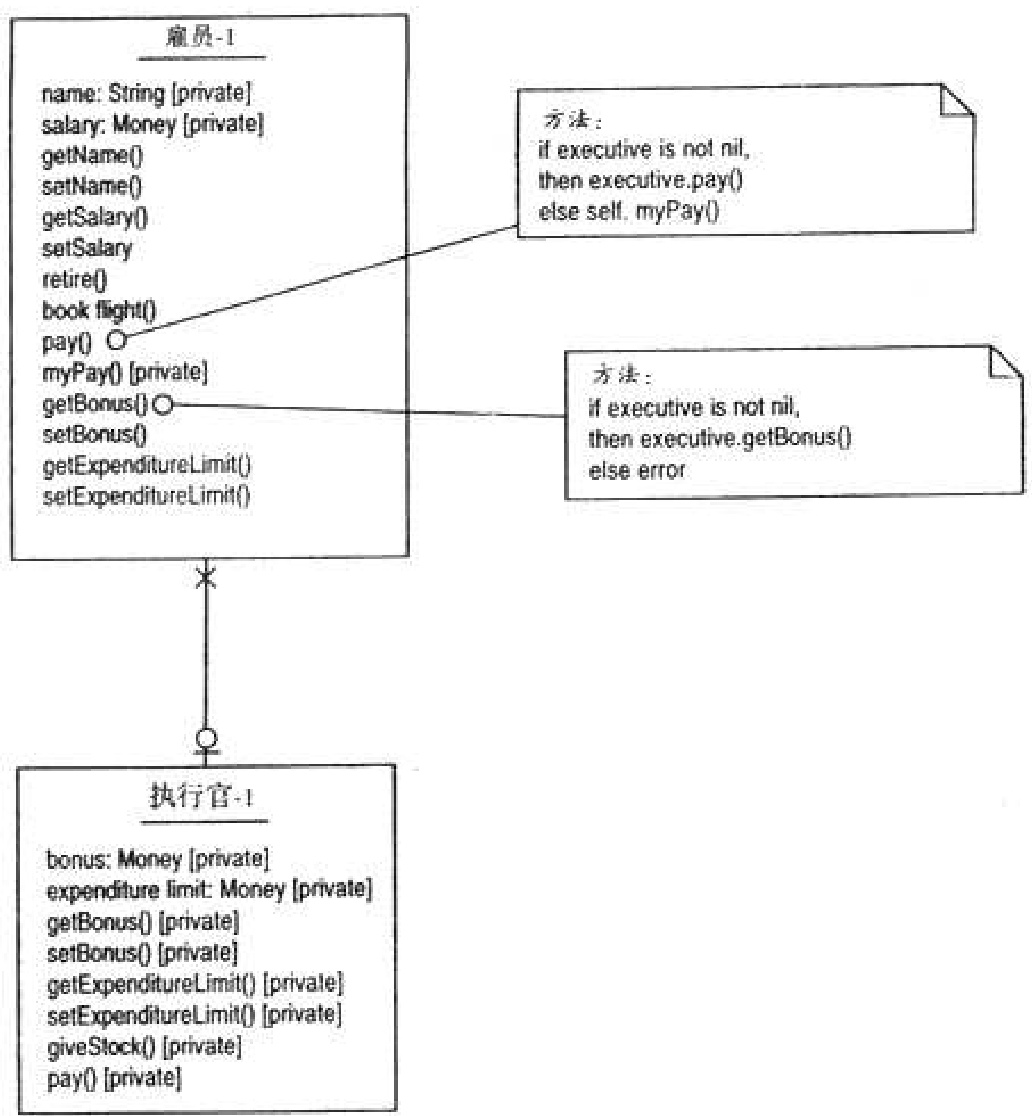 雇员-1
name: String [private]
salary: Money [private]
getName()
setName()
getSalary()
setSalary
retire()
book flight()
pay()
myPay() [private]
getBonus()
setBonus()
getExpenditureLimit()
setExpenditureLimit()
方法：
if executive is not nil,
then executive.pay()
else self. myPay()
方法：
if executive is not nil,
then executive.getBonus()
else error
执行官-1
bonus: Money [private]
expenditure limit: Money [private]
getBonus() [private]
setBonus() [private]
getExpenditureLimit() [private]
setExpenditureLimit() [private]
giveStock() [private]
pay() [private]